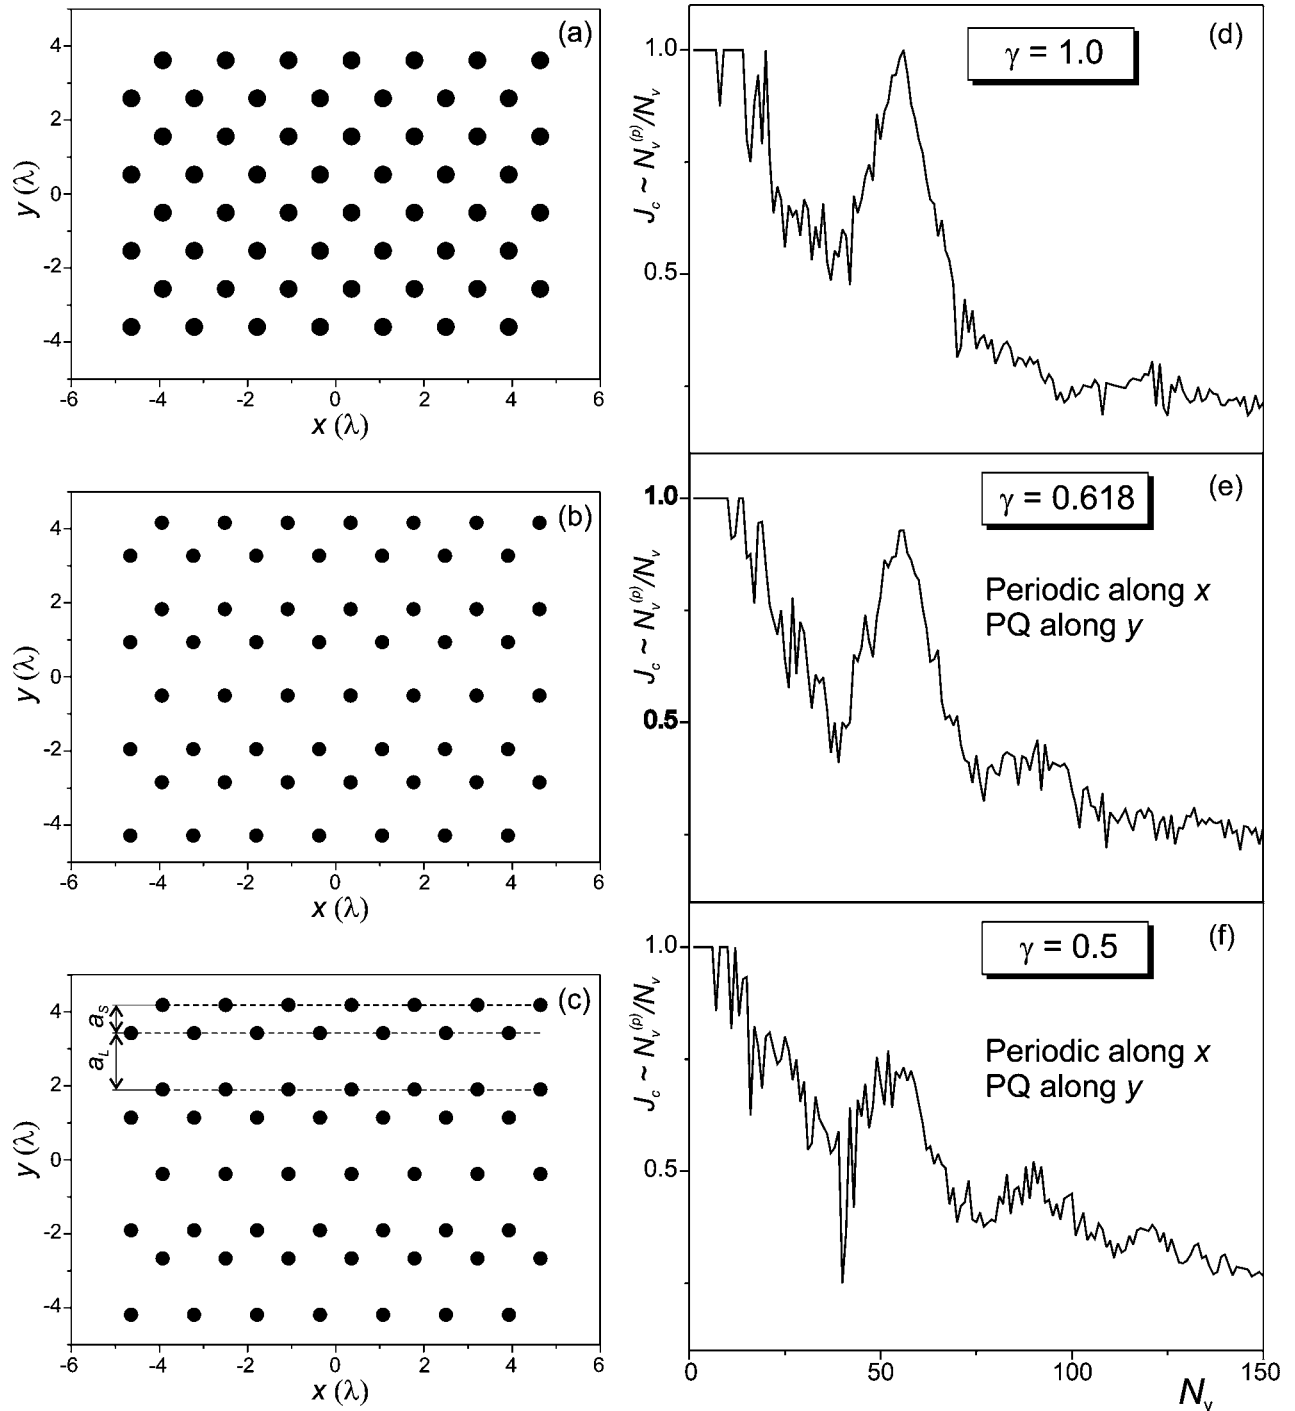 (a)
4
2
0
-2
-4
y (λ)
-6 -4 -2 0 2 4 6
x (λ)
(b)
4
2
0
-2
-4
y (λ)
-6 -4 -2 0 2 4 6
x (λ)
(c)
a_S
a_L
4
2
0
-2
-4
y (λ)
-6 -4 -2 0 2 4 6
x (λ)
(d)
γ = 1.0
1.0
0.5
J_c ~ N_v^(p)/N_v
(e)
γ = 0.618
Periodic along x
PQ along y
1.0
0.5
J_c ~ N_v^(p)/N_v
(f)
γ = 0.5
Periodic along x
PQ along y
1.0
0.5
J_c ~ N_v^(p)/N_v
0 50 100 150
N_v